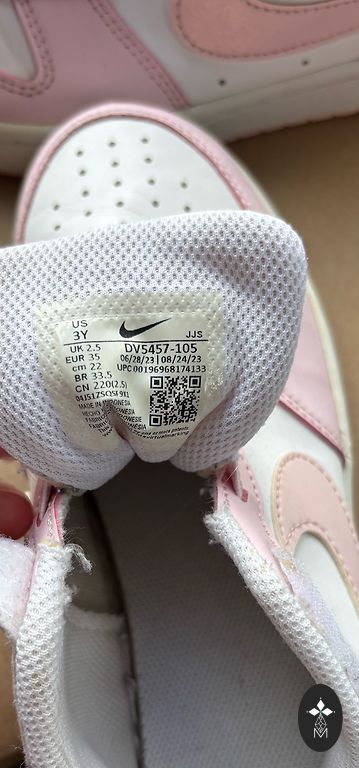 US
3Y
JJS
UK 2.5
DV5457-105
EUR 35
06/28/23 | 08/24/23
cm 22
UPC 00196968174133
BR 33.5
CN 220(2.5)
MADE IN INDONESIA
M